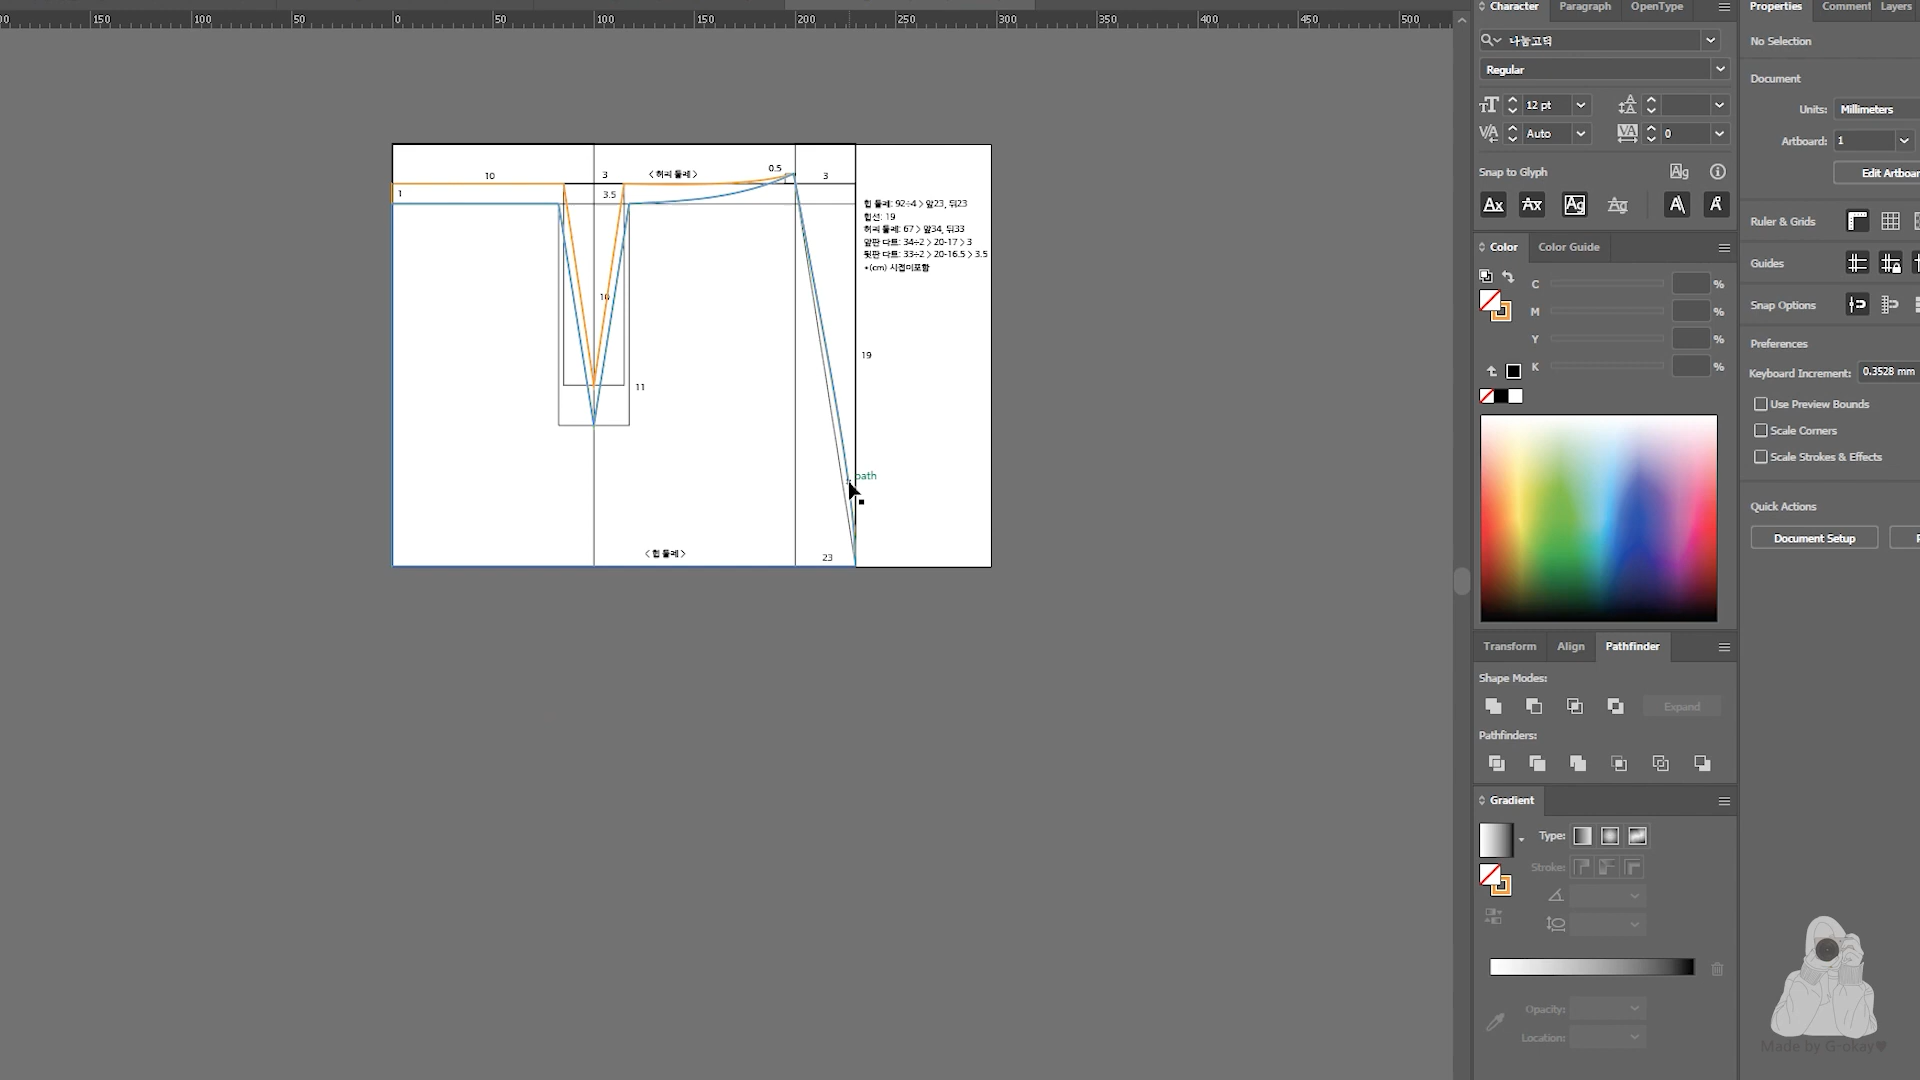 150
100
50
0
50
100
150
200
250
300
350
400
450
500
Character
Paragraph
OpenType
Properties
Comment
Layers
나눔고딕
Regular
12 pt
Auto
0
Snap to Glyph
No Selection
Document
Units: Millimeters
Artboard: 1
Edit Artboar
Ruler & Grids
Guides
Snap Options
Preferences
Keyboard Increment: 0.3528 mm
Use Preview Bounds
Scale Corners
Scale Strokes & Effects
Quick Actions
Document Setup
Color
Color Guide
C %
M %
Y %
K %
Transform
Align
Pathfinder
Shape Modes:
Expand
Pathfinders:
Gradient
Type:
Stroke:
Opacity:
Location:
10
3
<허리 둘레>
0.5
3
1
3.5
힙 둘레: 92÷4 > 앞23, 뒤23
힙선: 19
허리 둘레: 67 > 앞34, 뒤33
앞판 다트: 34÷2 > 20-17 > 3
뒷판 다트: 33÷2 > 20-16.5 > 3.5
*(cm) 시접미포함
10
19
11
path
<힙 둘레>
23
Made by G-okay♥